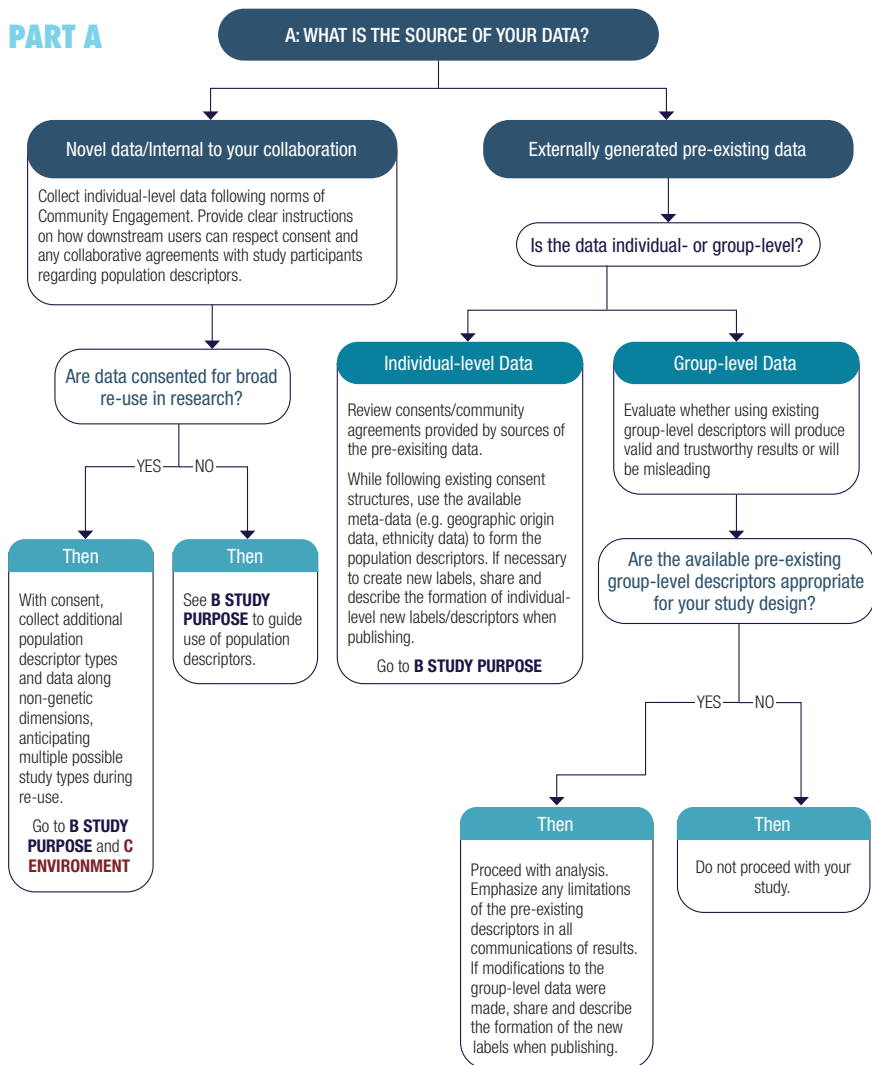 PART A
A: WHAT IS THE SOURCE OF YOUR DATA?
Novel data/Internal to your collaboration
Collect individual-level data following norms of
Community Engagement. Provide clear instructions
on how downstream users can respect consent and
any collaborative agreements with study participants
regarding population descriptors.
Externally generated pre-existing data
Is the data individual- or group-level?
Are data consented for broad
re-use in research?
YES
NO
Then
With consent,
collect additional
population
descriptor types
and data along
non-genetic
dimensions,
anticipating
multiple possible
study types during
re-use.
Go to B STUDY
PURPOSE and C
ENVIRONMENT
Then
See B STUDY
PURPOSE to guide
use of population
descriptors.
Individual-level Data
Review consents/community
agreements provided by sources of
the pre-exisiting data.
While following existing consent
structures, use the available
meta-data (e.g. geographic origin
data, ethnicity data) to form the
population descriptors. If necessary
to create new labels, share and
describe the formation of individual-
level new labels/descriptors when
publishing.
Go to B STUDY PURPOSE
Group-level Data
Evaluate whether using existing
group-level descriptors will produce
valid and trustworthy results or will
be misleading
Are the available pre-existing
group-level descriptors appropriate
for your study design?
YES
NO
Then
Proceed with analysis.
Emphasize any limitations
of the pre-existing
descriptors in all
communications of results.
If modifications to the
group-level data were
made, share and describe
the formation of the new
labels when publishing.
Then
Do not proceed with your
study.